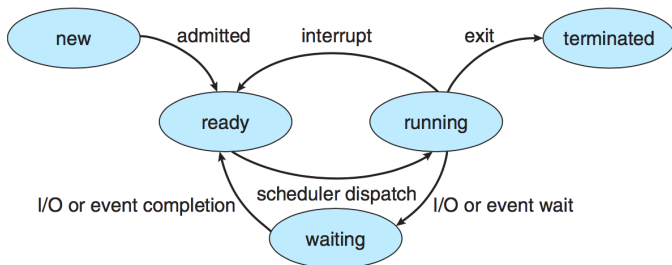 new
admitted
interrupt
exit
terminated
ready
running
I/O or event completion
scheduler dispatch
I/O or event wait
waiting